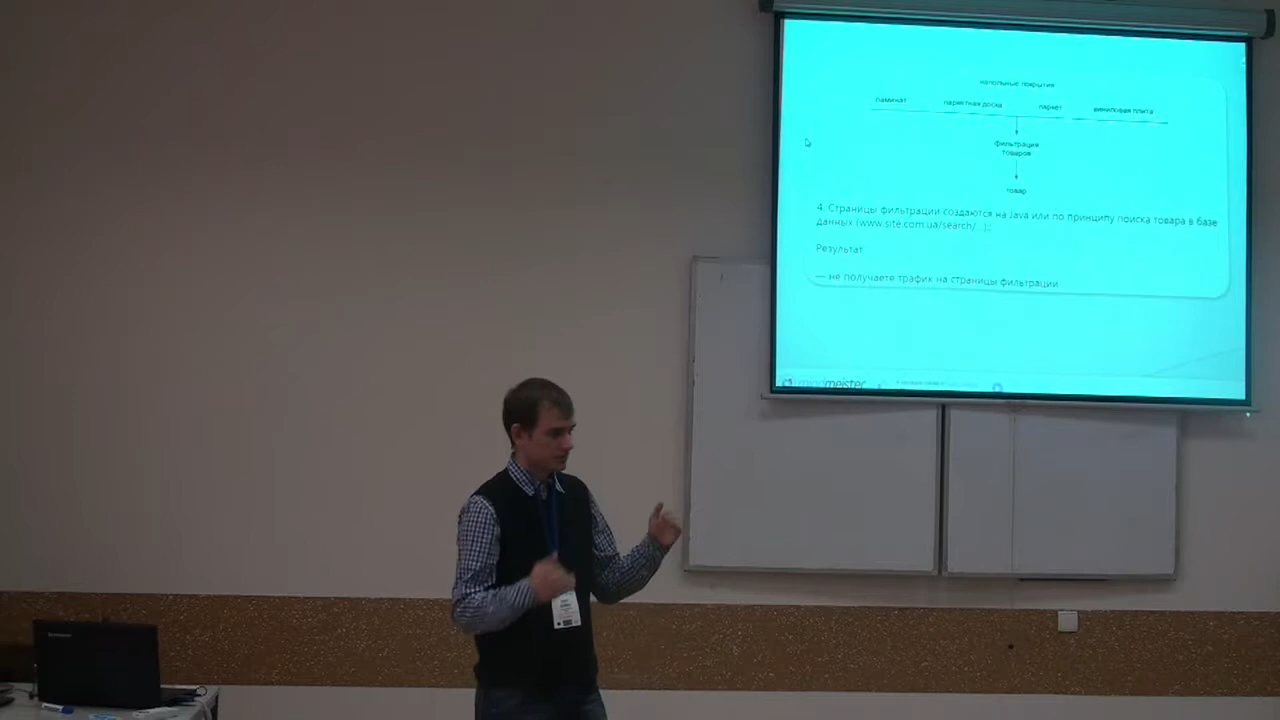 напольные покрытия
ламинат паркетная доска паркет виниловая плита
фильтрация
товаров
товар
4. Страницы фильтрации создаются на Java или по принципу поиска товара в базе
данных (www.site.com.ua/search/...).;
Результат
— не получаете трафик на страницы фильтрации
mindmeister